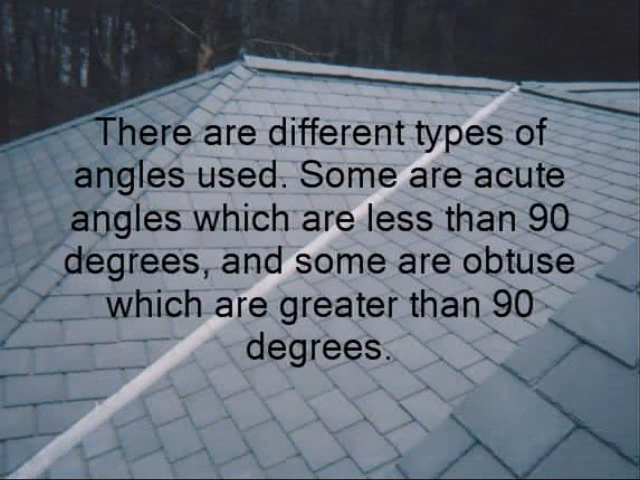 There are different types of
angles used. Some are acute
angles which are less than 90
degrees, and some are obtuse
which are greater than 90
degrees.